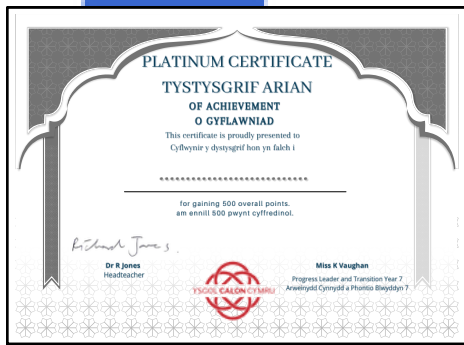 PLATINUM CERTIFICATE
TYSTYSGRIF ARIAN
OF ACHIEVEMENT
O GYFLAWNIAD
This certificate is proudly presented to
Cyflwynir y dystysgrif hon yn falch i
for gaining 500 overall points.
am ennill 500 pwynt cyffredinol.
Richard Jones.
Dr R Jones
Headteacher
YSGOL CALON CYMRU
Miss K Vaughan
Progress Leader and Transition Year 7
Arweinydd Cynnydd a Phontio Blwyddyn 7